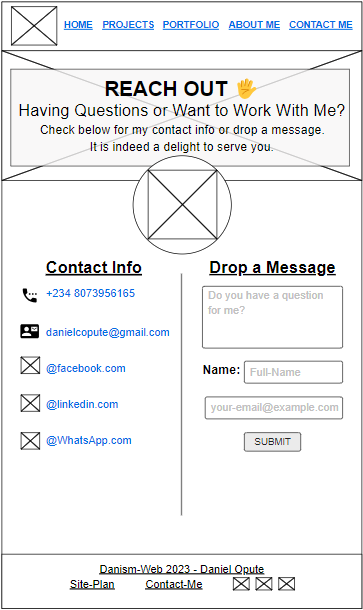 HOME PROJECTS PORTFOLIO ABOUT ME CONTACT ME
REACH OUT 🖐
Having Questions or Want to Work With Me?
Check below for my contact info or drop a message.
It is indeed a delight to serve you.
Contact Info
+234 8073956165
danielcopute@gmail.com
@facebook.com
@linkedin.com
@WhatsApp.com
Drop a Message
Do you have a question
for me?
Name: Full-Name
your-email@example.com
SUBMIT
Danism-Web 2023 - Daniel Opute
Site-Plan Contact-Me